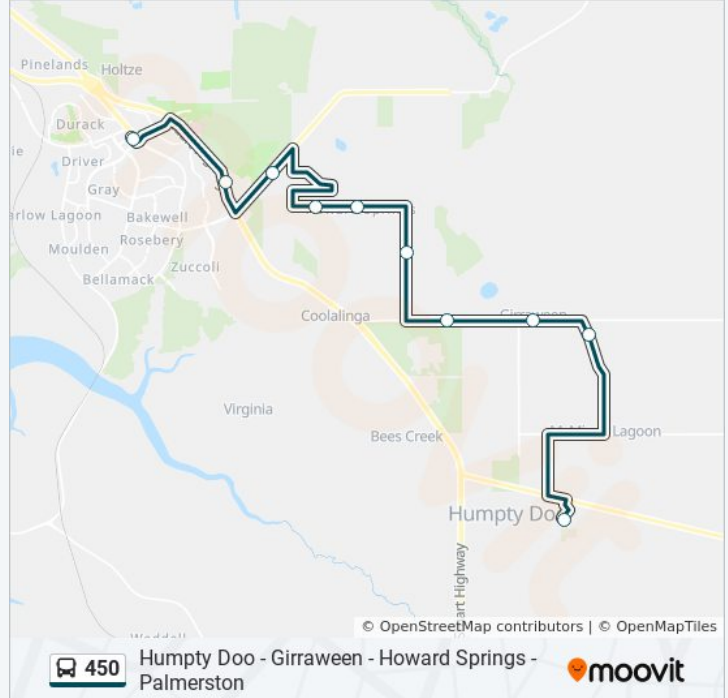 Pinelands
Holtze
Durack
Driver
Gray
Bakewell
Rosebery
Moulden
Zuccoli
Bellamack
Coolalinga
Virginia
Bees Creek
Lagoon
Humpty Doo
Highway
© OpenStreetMap contributors | © OpenMapTiles
450
Humpty Doo - Girraween - Howard Springs -
Palmerston
moovit